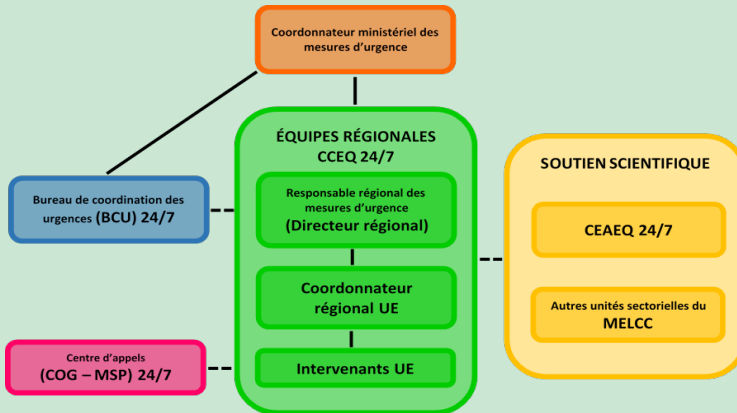 Coordonnateur ministériel des
mesures d'urgence
ÉQUIPES RÉGIONALES
CCEQ 24/7
Responsable régional des
mesures d'urgence
(Directeur régional)
Coordonnateur
régional UE
Intervenants UE
Bureau de coordination des
urgences (BCU) 24/7
Centre d'appels
(COG – MSP) 24/7
SOUTIEN SCIENTIFIQUE
CEAEQ 24/7
Autres unités sectorielles du
MELCC